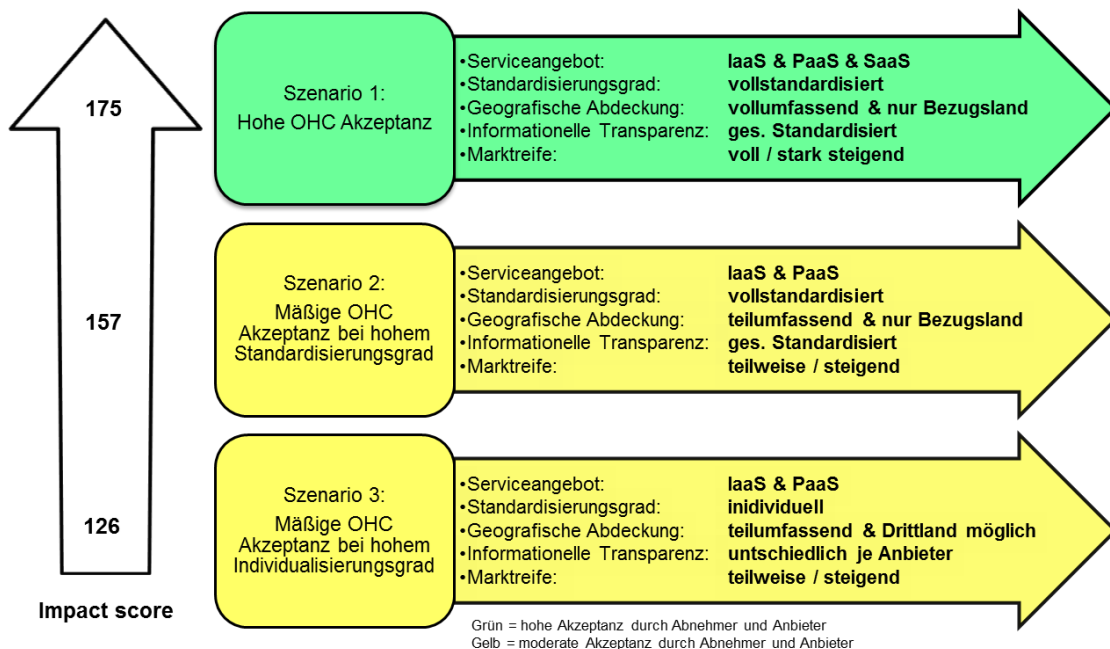 175
157
126
Impact score
Szenario 1:
Hohe OHC Akzeptanz
•Serviceangebot: IaaS & PaaS & SaaS
•Standardisierungsgrad: vollstandardisiert
•Geografische Abdeckung: vollumfassend & nur Bezugsland
•Informationelle Transparenz: ges. Standardisiert
•Marktreife: voll / stark steigend
Szenario 2:
Mäßige OHC
Akzeptanz bei hohem
Standardisierungsgrad
•Serviceangebot: IaaS & PaaS
•Standardisierungsgrad: vollstandardisiert
•Geografische Abdeckung: teilumfassend & nur Bezugsland
•Informationelle Transparenz: ges. Standardisiert
•Marktreife: teilweise / steigend
Szenario 3:
Mäßige OHC
Akzeptanz bei hohem
Individualisierungsgrad
•Serviceangebot: IaaS & PaaS
•Standardisierungsgrad: inidividuell
•Geografische Abdeckung: teilumfassend & Drittland möglich
•Informationelle Transparenz: untschiedlich je Anbieter
•Marktreife: teilweise / steigend
Grün = hohe Akzeptanz durch Abnehmer und Anbieter
Gelb = moderate Akzeptanz durch Abnehmer und Anbieter